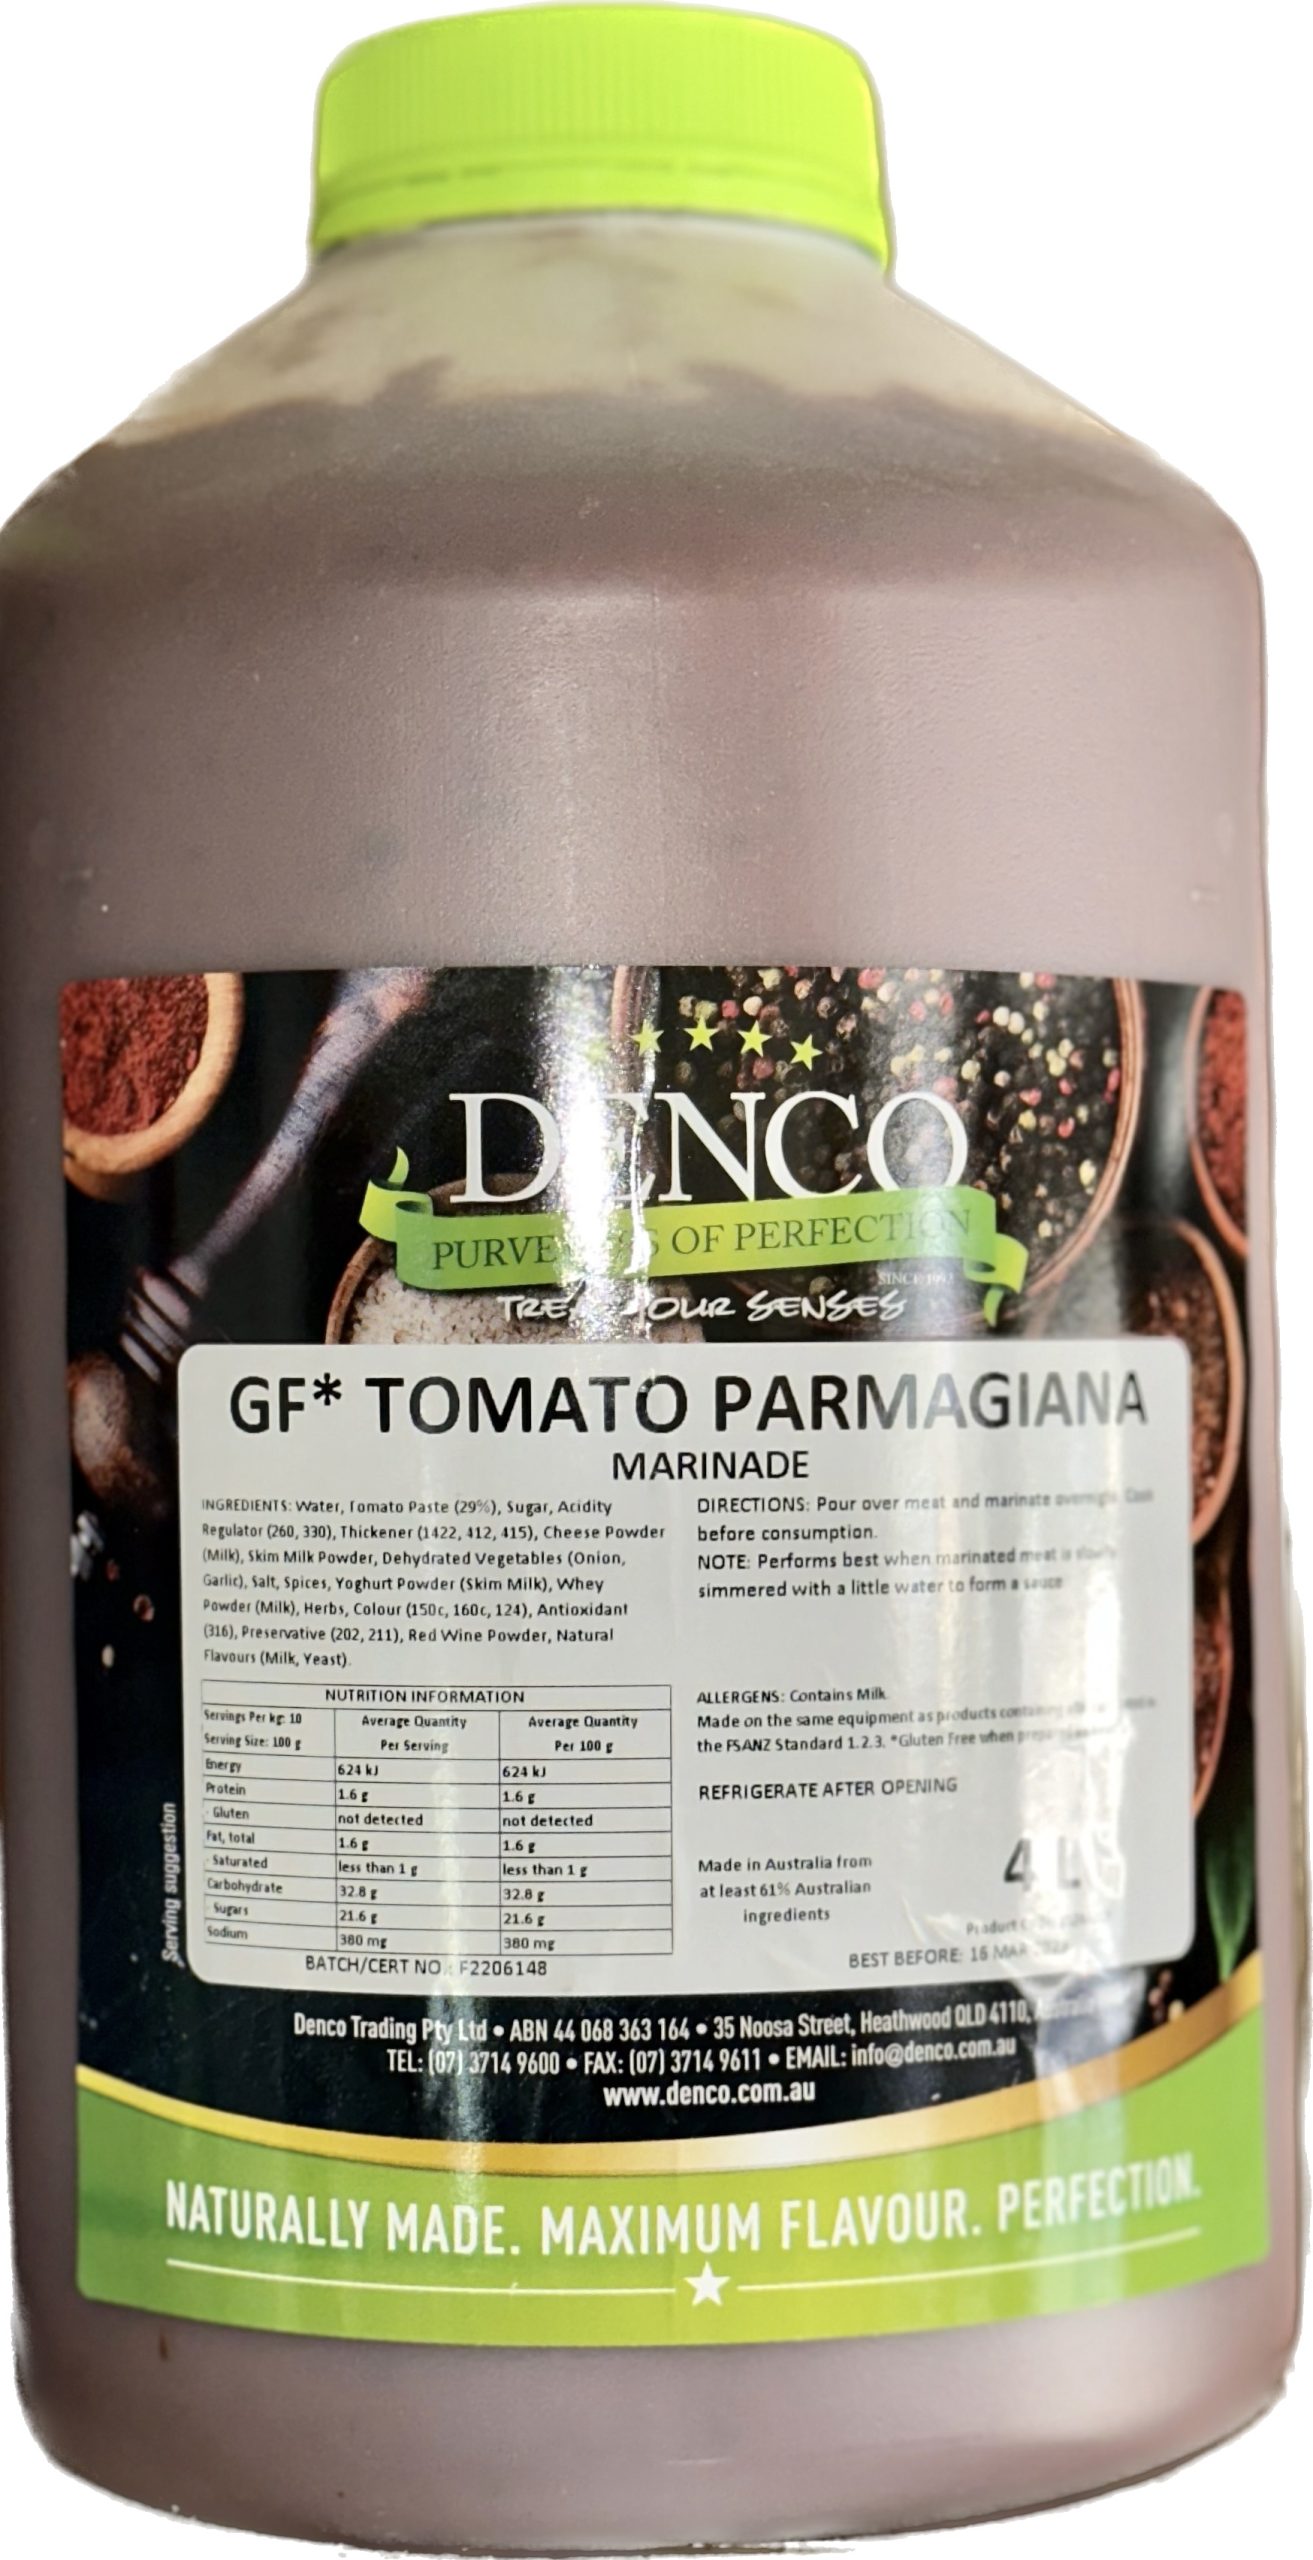 DENCO
OF PERFECTION
SINCE 1992
OUR SENSES
GF* TOMATO PARMAGIANA
MARINADE
INGREDIENTS: Water, Tomato Paste (29%), Sugar, Acidity
Regulator (260, 330), Thickener (1422, 412, 415), Cheese Powder
(Milk), Skim Milk Powder, Dehydrated Vegetables (Onion,
Garlic), Salt, Spices, Yoghurt Powder (Skim Milk), Whey
Powder (Milk), Herbs, Colour (150c, 160c, 124), Antioxidant
(316), Preservative (202, 211), Red Wine Powder, Natural
Flavours (Milk, Yeast).
DIRECTIONS: Pour over meat and marinate overnight. Cook
before consumption.
NOTE: Performs best when marinated meat is slowly
simmered with a little water to form a sauce
NUTRITION INFORMATION
Servings Per kg: 10 Average Quantity Average Quantity
Serving Size: 100 g Per Serving Per 100 g
Energy 624 kJ 624 kJ
Protein 1.6 g 1.6 g
- Gluten not detected not detected
Fat, total 1.6 g 1.6 g
- Saturated less than 1 g less than 1 g
Carbohydrate 32.8 g 32.8 g
- Sugars 21.6 g 21.6 g
Sodium 380 mg 380 mg
BATCH/CERT NO.: F2206148
ALLERGENS: Contains Milk
Made on the same equipment as products containing
the FSANZ Standard 1.2.3. *Gluten Free when
REFRIGERATE AFTER OPENING
Made in Australia from
at least 61% Australian
ingredients
4 L
Product
BEST BEFORE: 16 MAR
Serving suggestion
Denco Trading Pty Ltd • ABN 44 068 363 164 • 35 Noosa Street, Heathwood QLD 4110,
TEL: (07) 3714 9600 • FAX: (07) 3714 9611 • EMAIL: info@denco.com.au
www.denco.com.au
NATURALLY MADE. MAXIMUM FLAVOUR. PERFECTION.